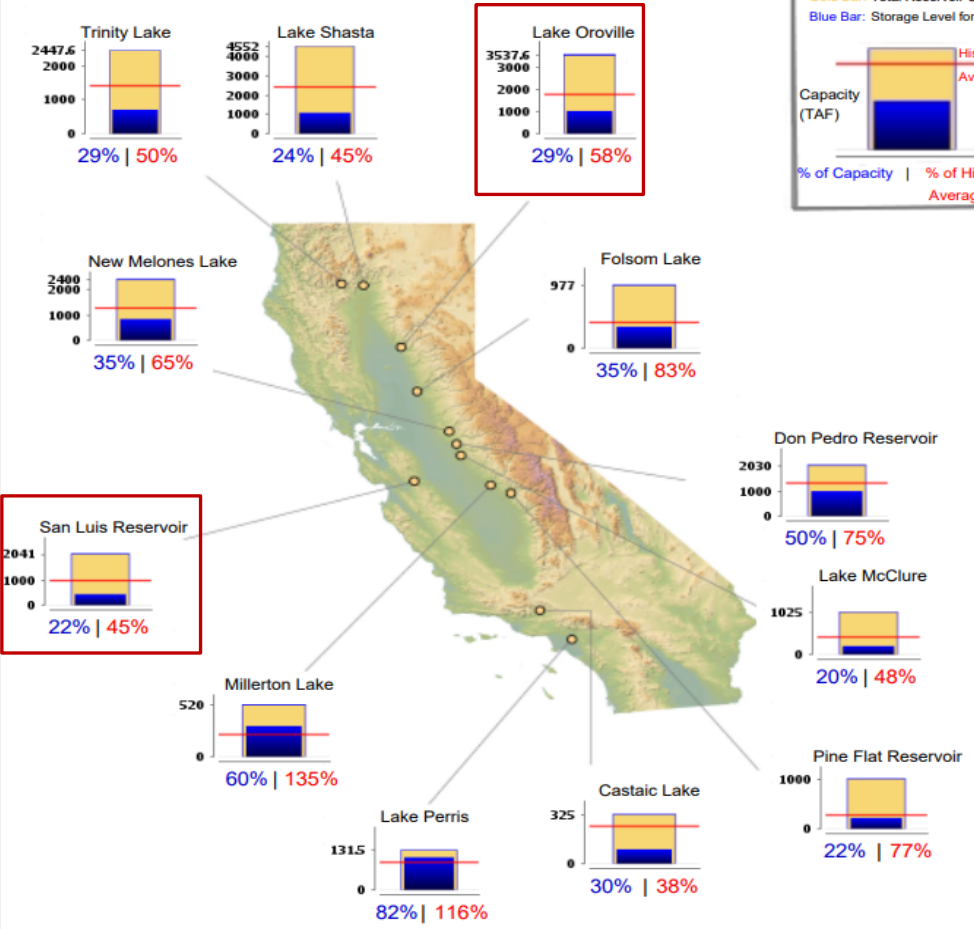 Blue Bar: Storage Level for
Capacity
(TAF)
% of Capacity |
Trinity Lake
2447.6
2000
1000
0
29% | 50%
Lake Shasta
4552
4000
3000
2000
1000
0
24% | 45%
Lake Oroville
3537.6
3000
2000
1000
0
29% | 58%
New Melones Lake
2400
2000
1000
0
35% | 65%
Folsom Lake
977
0
35% | 83%
Don Pedro Reservoir
2030
1000
0
50% | 75%
San Luis Reservoir
2041
1000
0
22% | 45%
Lake McClure
1025
0
20% | 48%
Millerton Lake
520
0
60% | 135%
Pine Flat Reservoir
1000
0
22% | 77%
Castaic Lake
325
0
30% | 38%
Lake Perris
131.5
0
82% | 116%